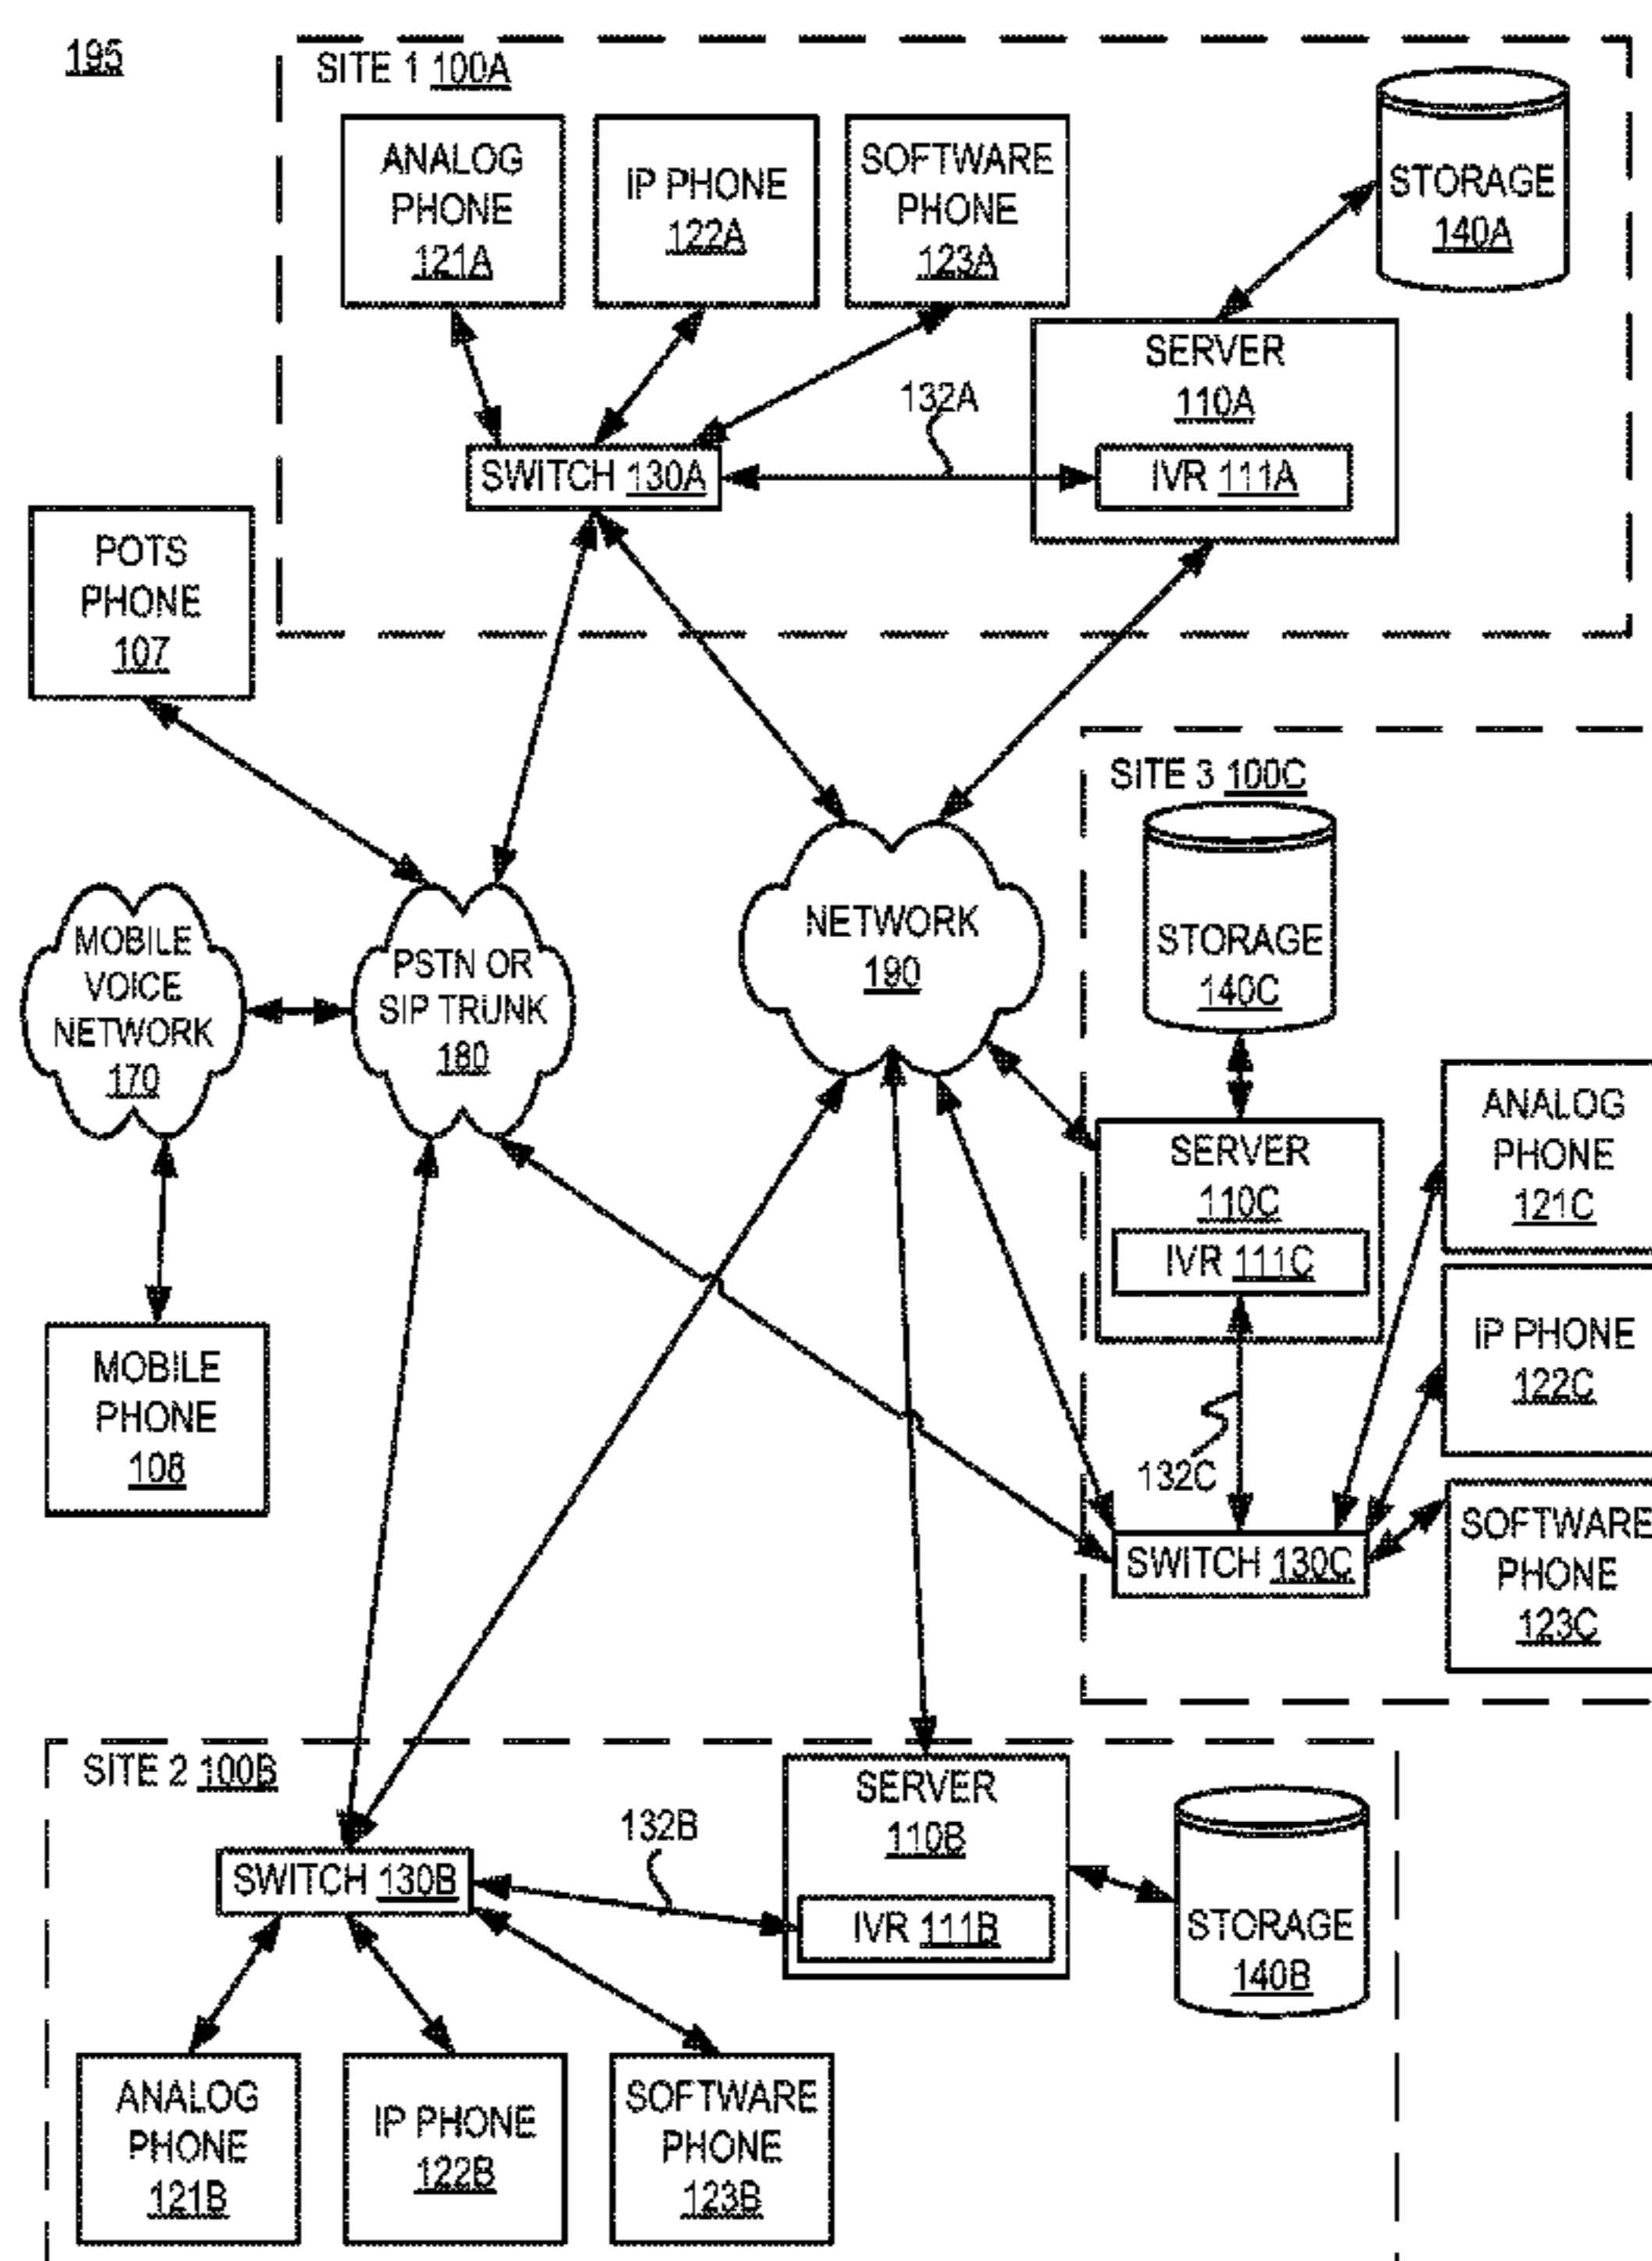 195
SITE 1 100A
ANALOG
PHONE
121A
IP PHONE
122A
SOFTWARE
PHONE
123A
STORAGE
140A
SERVER
110A
132A
SWITCH 130A
IVR 111A
POTS
PHONE
107
SITE 3 100C
STORAGE
140C
NETWORK
190
MOBILE
VOICE
NETWORK
170
PSTN OR
SIP TRUNK
180
SERVER
110C
IVR 111C
ANALOG
PHONE
121C
IP PHONE
122C
MOBILE
PHONE
108
132C
SWITCH 130C
SOFTWARE
PHONE
123C
SITE 2 100B
SERVER
110B
132B
SWITCH 130B
IVR 111B
STORAGE
140B
ANALOG
PHONE
121B
IP PHONE
122B
SOFTWARE
PHONE
123B